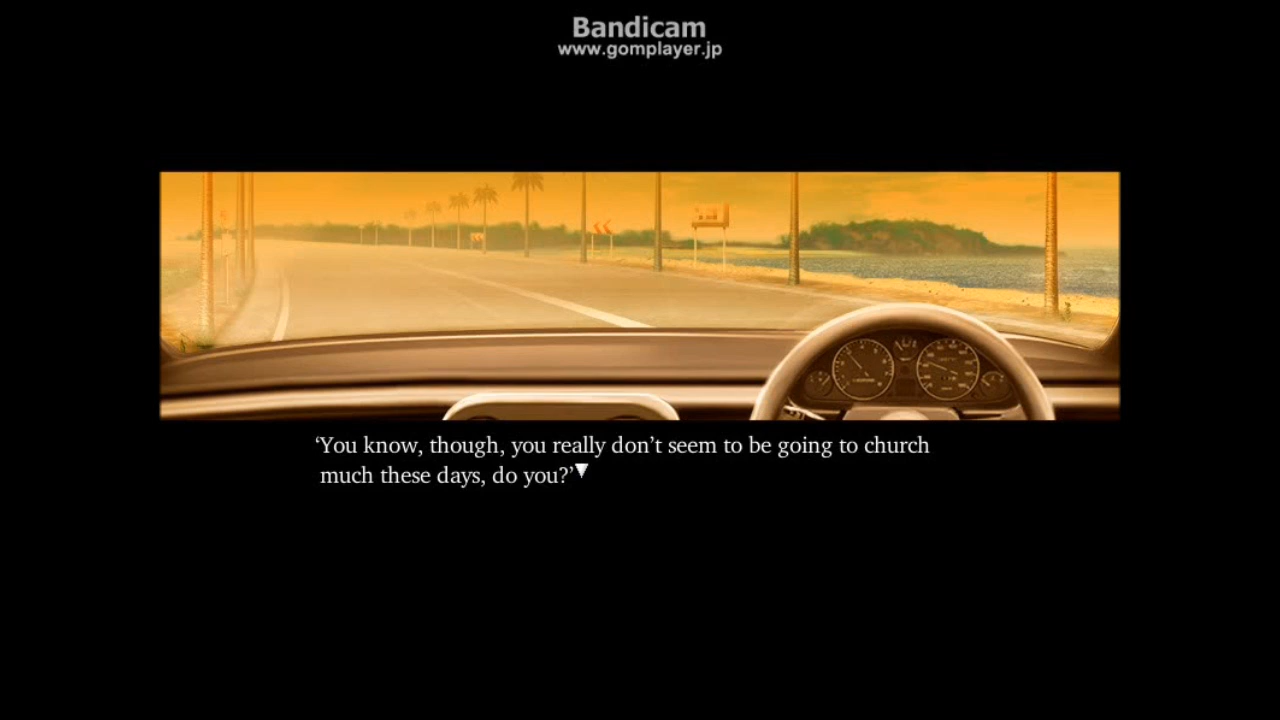 Bandicam
www.gomplayer.jp
‘You know, though, you really don’t seem to be going to church
much these days, do you?’